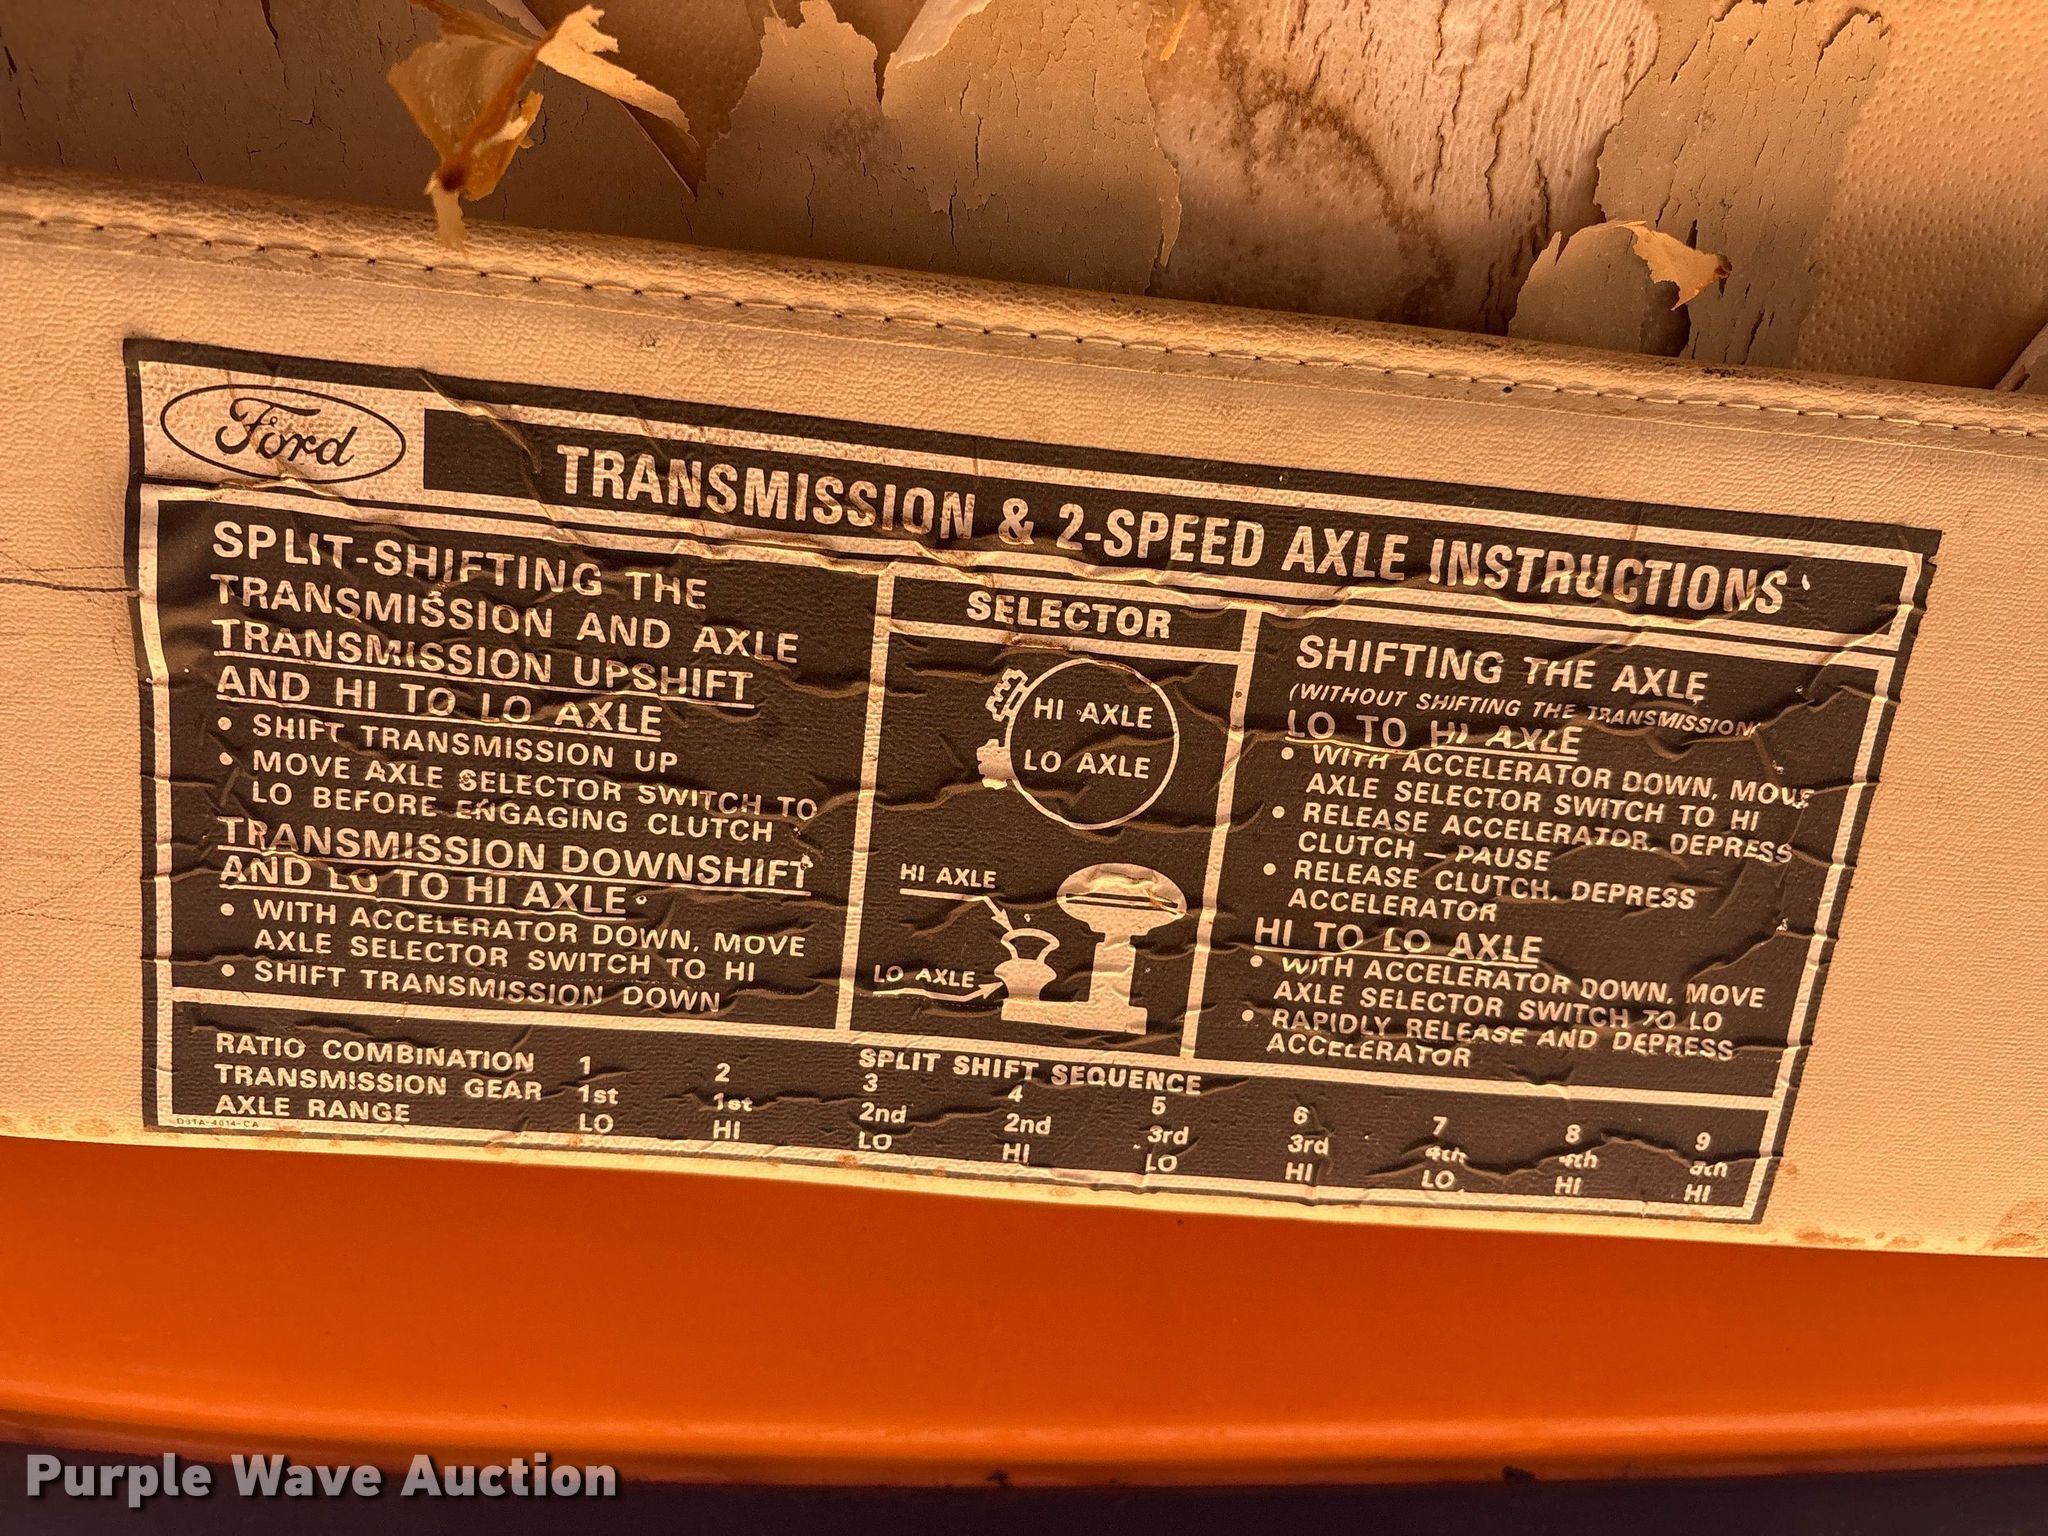 Ford
TRANSMISSION & 2-SPEED AXLE INSTRUCTIONS
SPLIT-SHIFTING THE
TRANSMISSION AND AXLE
TRANSMISSION UPSHIFT
AND HI TO LO AXLE
• SHIFT TRANSMISSION UP
• MOVE AXLE SELECTOR SWITCH TO
LO BEFORE ENGAGING CLUTCH
TRANSMISSION DOWNSHIFT
AND LO TO HI AXLE
• WITH ACCELERATOR DOWN, MOVE
AXLE SELECTOR SWITCH TO HI
• SHIFT TRANSMISSION DOWN
SELECTOR
HI AXLE
LO AXLE
HI AXLE
LO AXLE
SHIFTING THE AXLE
(WITHOUT SHIFTING THE TRANSMISSION)
LO TO HI AXLE
• WITH ACCELERATOR DOWN, MOVE
AXLE SELECTOR SWITCH TO HI
• RELEASE ACCELERATOR, DEPRESS
CLUTCH — PAUSE
• RELEASE CLUTCH, DEPRESS
ACCELERATOR
HI TO LO AXLE
• WITH ACCELERATOR DOWN, MOVE
AXLE SELECTOR SWITCH TO LO
• RAPIDLY RELEASE AND DEPRESS
ACCELERATOR
SPLIT SHIFT SEQUENCE
RATIO COMBINATION 1 2 3 4 5 6 7 8 9
TRANSMISSION GEAR 1st 1st 2nd 2nd 3rd 3rd 4th 4th 5th
AXLE RANGE LO HI LO HI LO HI LO HI HI
Purple Wave Auction